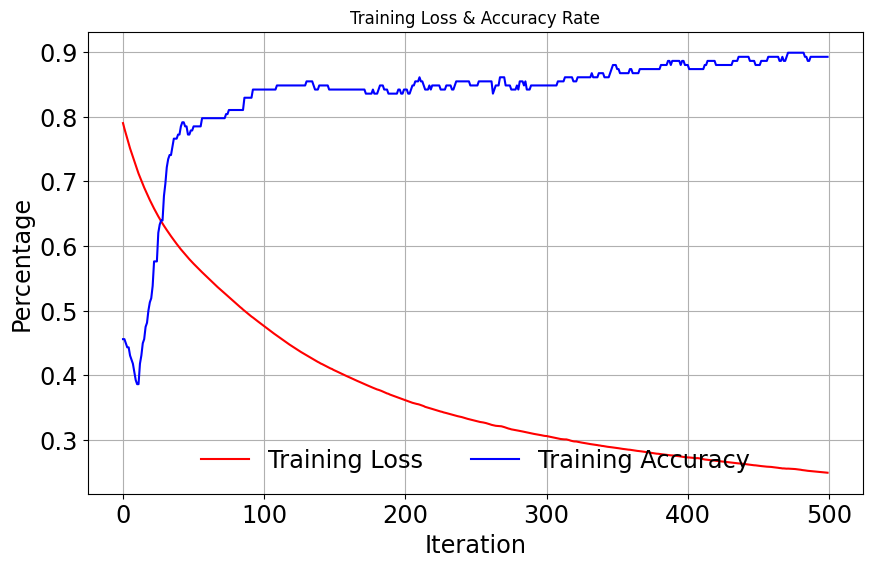 Training Loss & Accuracy Rate
0.9
0.8
0.7
0.6
0.5
0.4
0.3
Percentage
Training Loss
Training Accuracy
0
100
200
300
400
500
Iteration